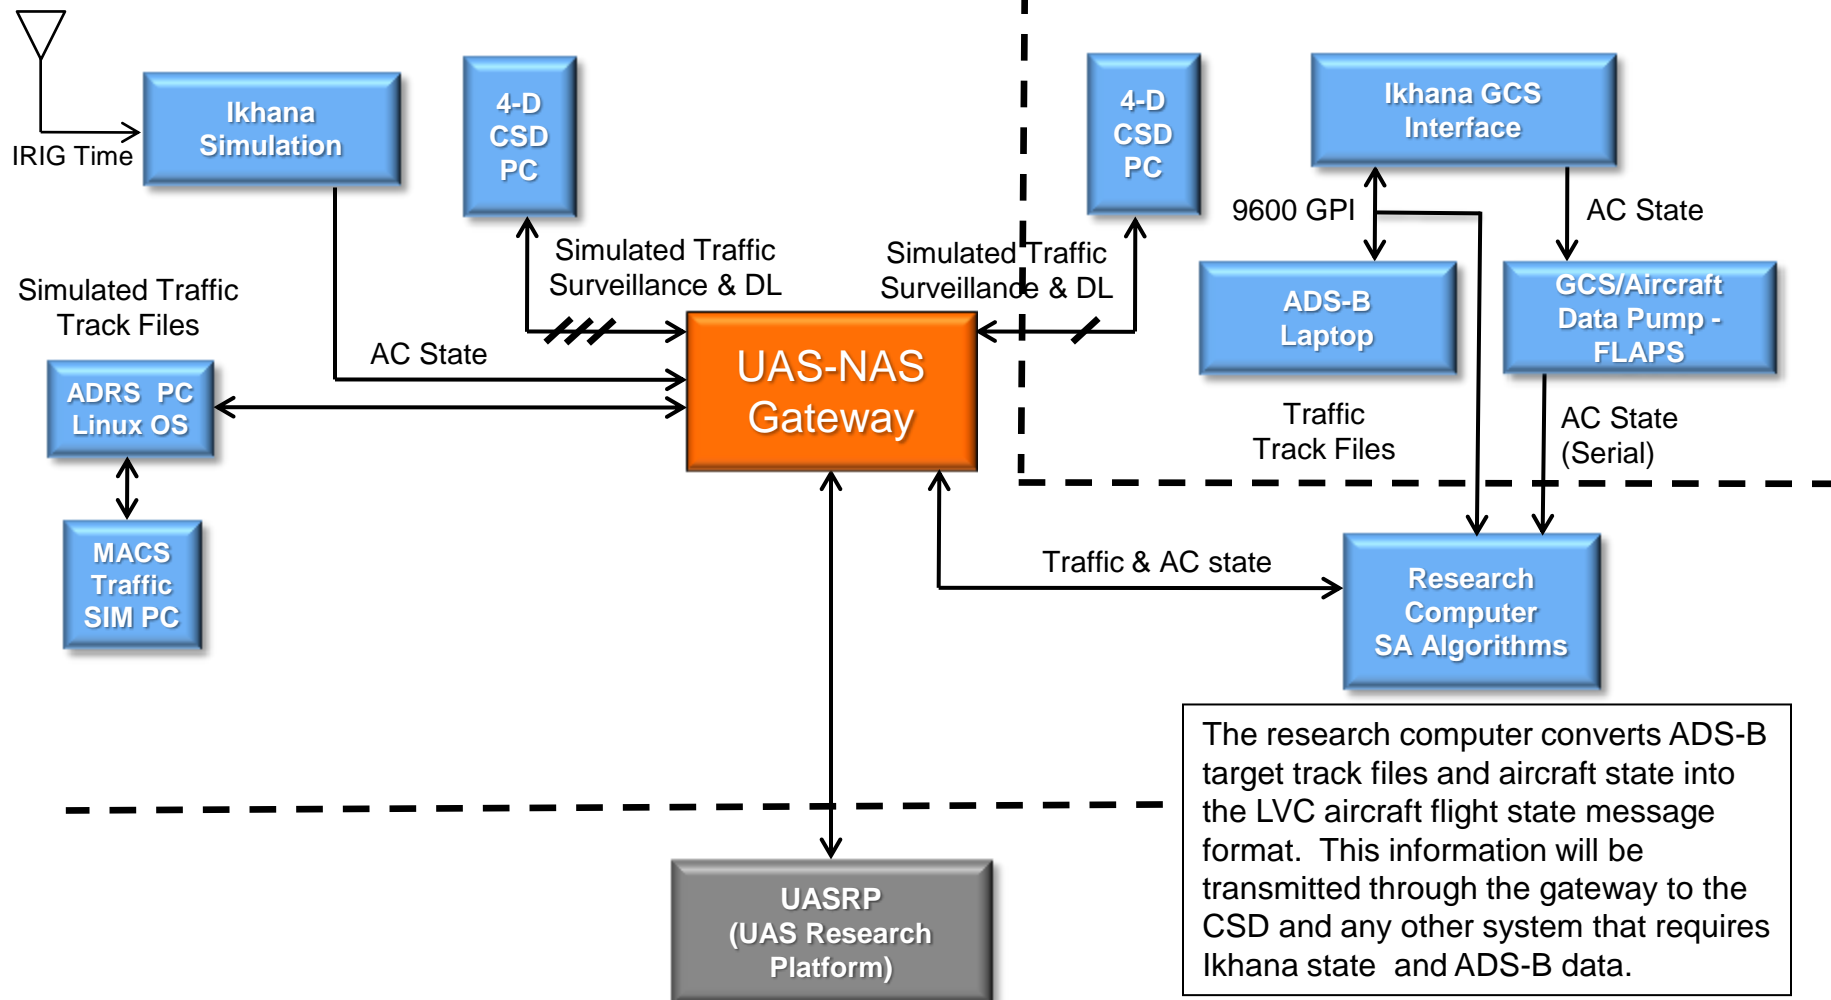 IRIG Time
Ikhana
Simulation
4-D
CSD
PC
4-D
CSD
PC
Ikhana GCS
Interface
9600 GPI
AC State
Simulated Traffic
Surveillance & DL
Simulated Traffic
Surveillance & DL
ADS-B
Laptop
GCS/Aircraft
Data Pump -
FLAPS
Simulated Traffic
Track Files
AC State
UAS-NAS
Gateway
ADRS  PC
Linux OS
Traffic
Track Files
AC State
(Serial)
MACS
Traffic
SIM PC
Traffic & AC state
Research
Computer
SA Algorithms
The research computer converts ADS-B
target track files and aircraft state into
the LVC aircraft flight state message
format.  This information will be
transmitted through the gateway to the
CSD and any other system that requires
Ikhana state  and ADS-B data.
UASRP
(UAS Research
Platform)